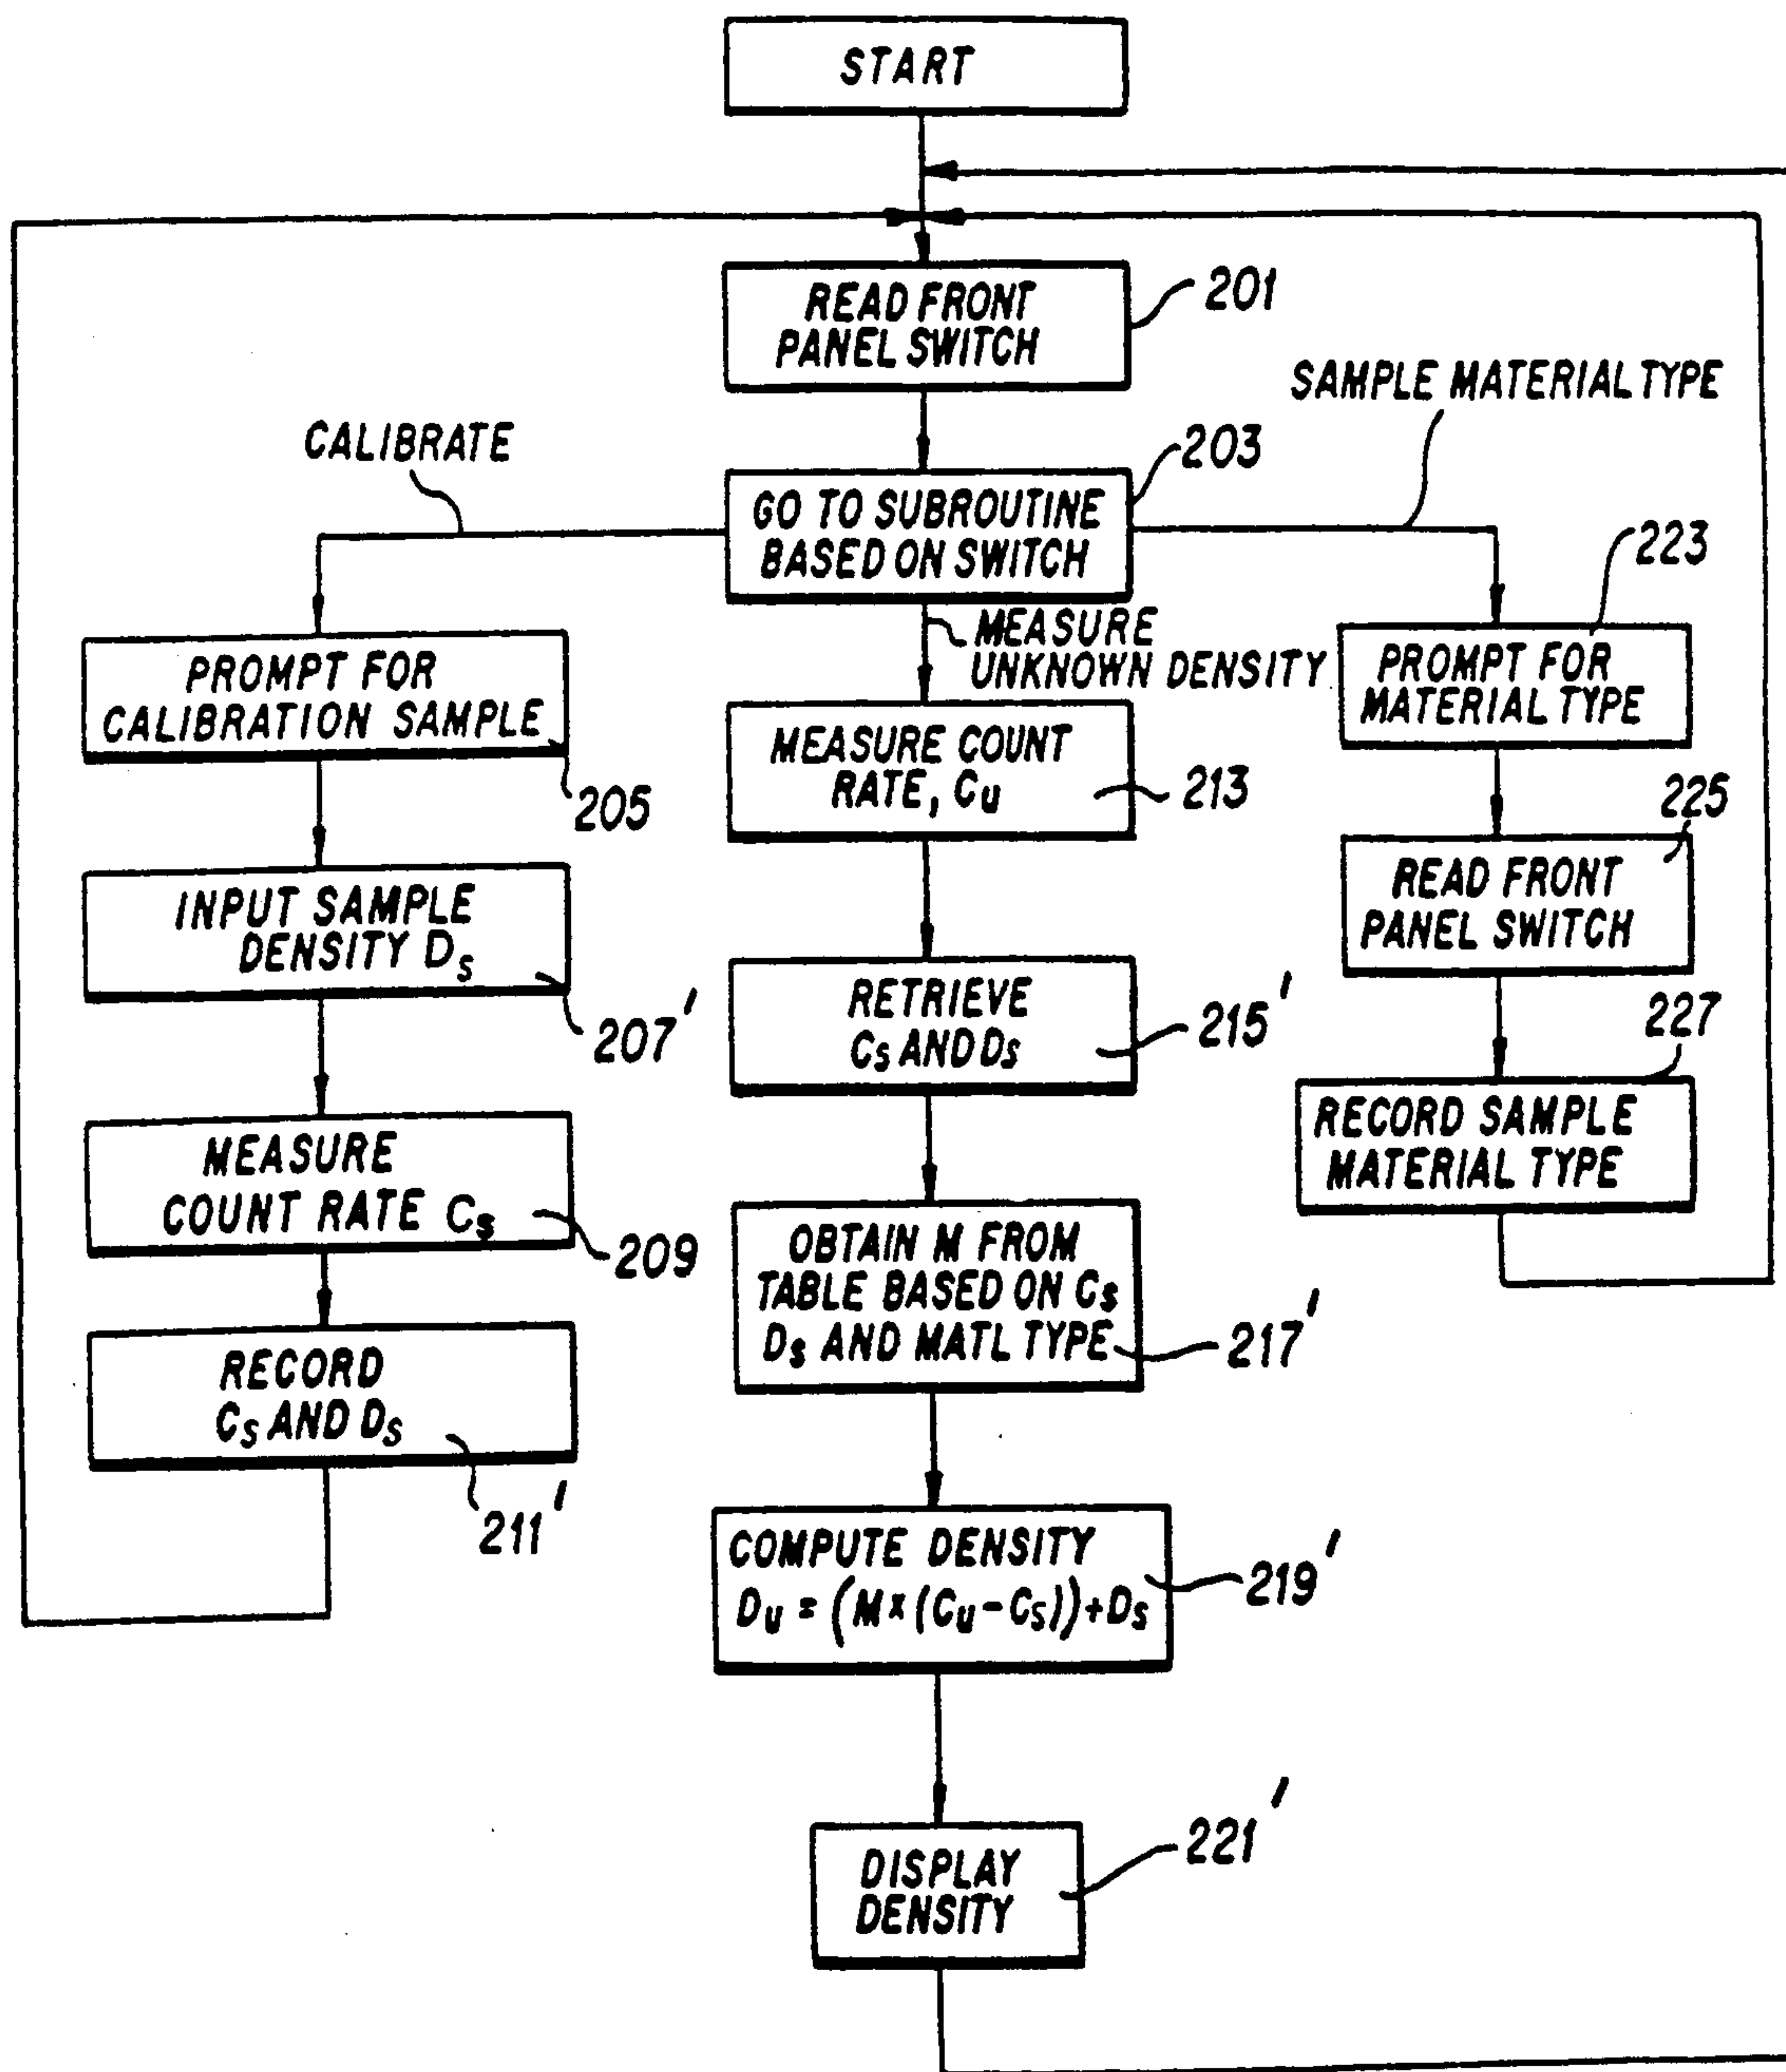 START
READ FRONT
PANEL SWITCH
201
SAMPLE MATERIAL TYPE
CALIBRATE
GO TO SUBROUTINE
BASED ON SWITCH
203
MEASURE
UNKNOWN DENSITY
PROMPT FOR
CALIBRATION SAMPLE
205
INPUT SAMPLE
DENSITY Ds
207'
MEASURE
COUNT RATE Cs
209
RECORD
Cs AND Ds
211'
MEASURE COUNT
RATE, Cu
213
RETRIEVE
Cs AND Ds
215'
OBTAIN M FROM
TABLE BASED ON Cs
Ds AND MATL TYPE
217'
COMPUTE DENSITY
Du = (M x (Cu - Cs)) + Ds
219'
DISPLAY
DENSITY
221'
223
PROMPT FOR
MATERIAL TYPE
225
READ FRONT
PANEL SWITCH
227
RECORD SAMPLE
MATERIAL TYPE